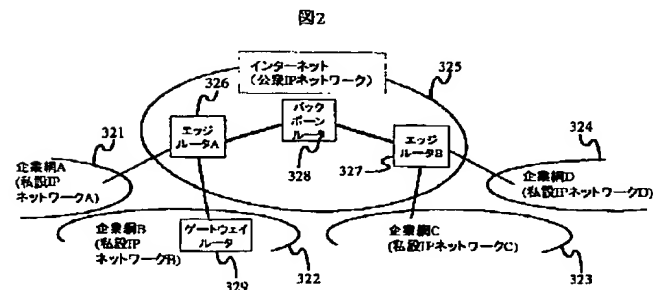 図2
インターネット
(公衆IPネットワーク)
325
326
321
エッジ
ルータA
バック
ボーン
ルータ
328
エッジ
ルータB
327
324
企業網A
(私設IP
ネットワークA)
企業網D
(私設IPネットワークD)
企業網B
(私設IP
ネットワークB)
ゲートウェイ
ルータ
329
322
企業網C
(私設IPネットワークC)
323